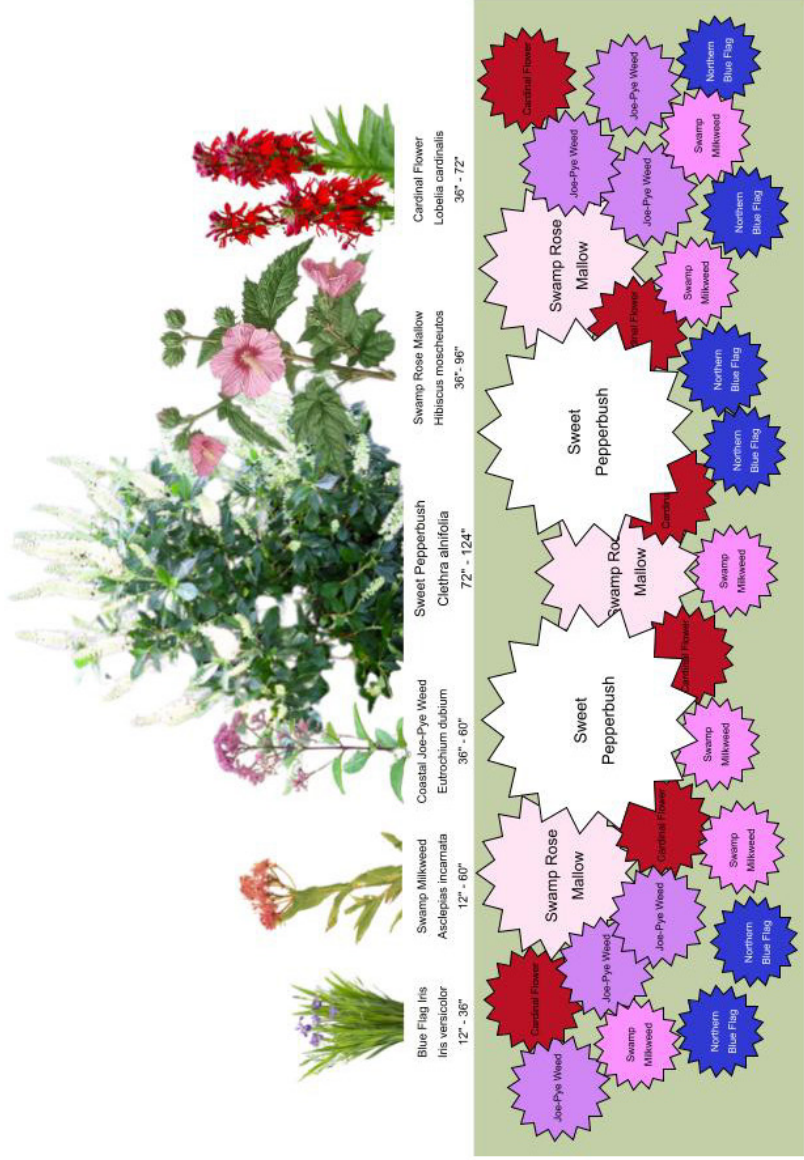 Blue Flag Iris
Iris versicolor
12" - 36"
Swamp Milkweed
Asclepias incarnata
12" - 60"
Coastal Joe-Pye Weed
Eutrochium dubium
36" - 60"
Sweet Pepperbush
Clethra alnifolia
72" - 124"
Swamp Rose Mallow
Hibiscus moscheutos
36"- 96"
Cardinal Flower
Lobelia cardinalis
36" - 72"
Joe-Pye Weed
Cardinal Flower
Swamp Rose
Mallow
Sweet
Pepperbush
Swamp Ro
Mallow
Sweet
Pepperbush
Swamp Rose
Mallow
Joe-Pye Weed
Cardinal Flower
Joe-Pye Weed
Joe-Pye Weed
Cardinal Flower
Cardinal Flower
Cardin
inal Flower
Joe-Pye Weed
Joe-Pye Weed
Swamp
Milkweed
Swamp
Milkweed
Swamp
Milkweed
Swamp
Milkweed
Swamp
Milkweed
Swamp
Milkweed
Northern
Blue Flag
Northern
Blue Flag
Northern
Blue Flag
Northern
Blue Flag
Northern
Blue Flag
Northern
Blue Flag